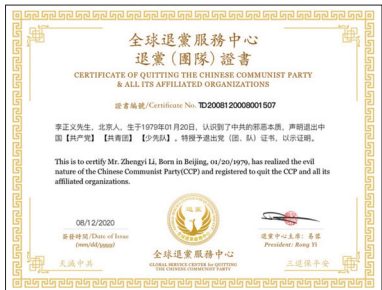 全球退黨服務中心
退黨(團隊)證書
CERTIFICATE OF QUITTING THE CHINESE COMMUNIST PARTY
& ALL ITS AFFILIATED ORGANIZATIONS
證書編號/Certificate No. TD2008120008001507
李正义先生，北京人，生于1979年01月20日，认识到了中共的邪恶本质，声明退出中
国【共产党】【共青团】【少先队】。特授予退出党（团、队）证书，以示证明。
This is to certify Mr. Zhengyi Li, Born in Beijing, 01/20/1979, has realized the evil
nature of the Chinese Communist Party(CCP) and registered to quit the CCP and all its
affiliated organizations.
08/12/2020
簽發時間/Date of Issue
(mm/dd/yyyy)
退黨
全球退黨服務中心
GLOBAL SERVICE CENTER for QUITTING
THE CHINESE COMMUNIST PARTY
退黨中心主席：易蓉
President: Rong Yi
天滅中共
三退保平安